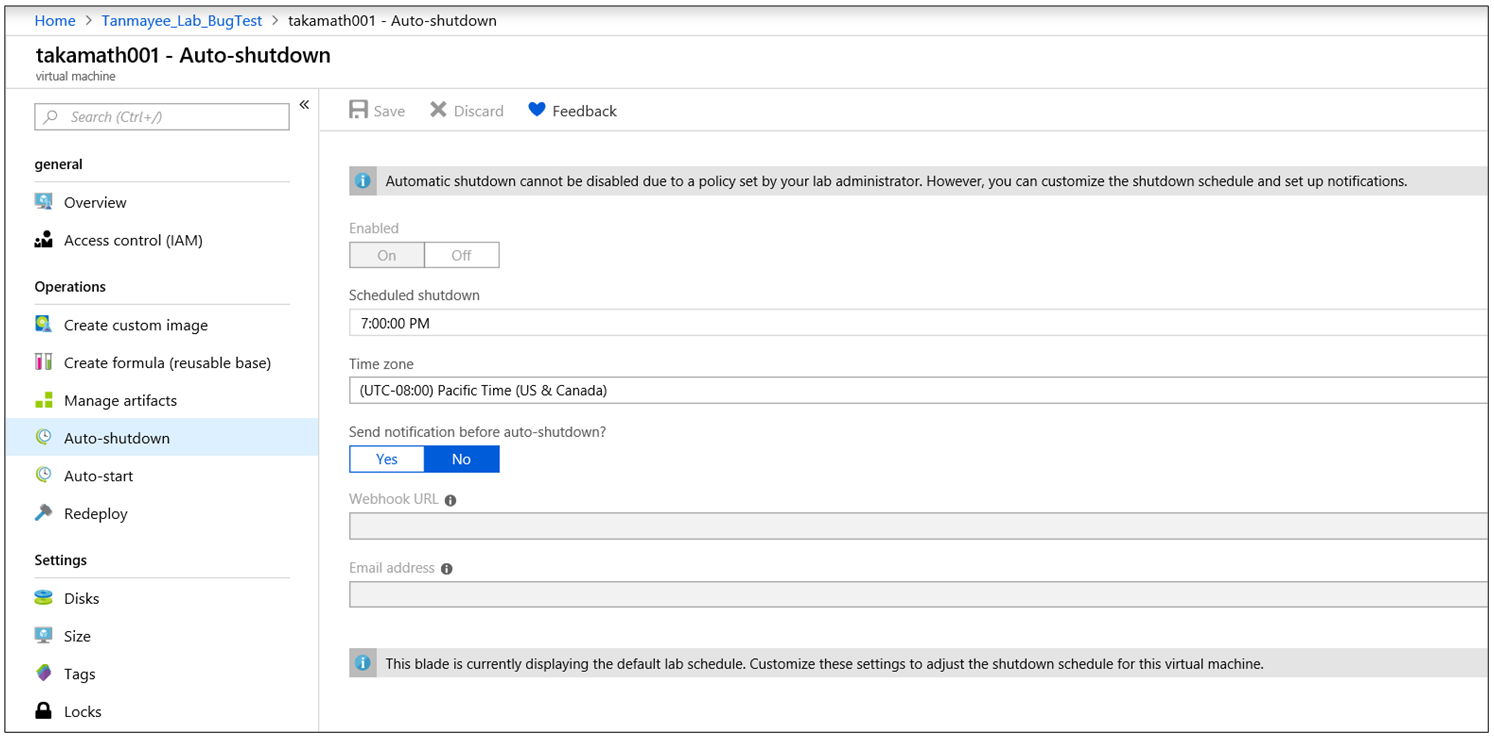 Home > Tanmayee_Lab_BugTest > takamath001 - Auto-shutdown
takamath001 - Auto-shutdown
virtual machine
Search (Ctrl+/)
«
general
Overview
Access control (IAM)
Operations
Create custom image
Create formula (reusable base)
Manage artifacts
Auto-shutdown
Auto-start
Redeploy
Settings
Disks
Size
Tags
Locks
Save Discard Feedback
Automatic shutdown cannot be disabled due to a policy set by your lab administrator. However, you can customize the shutdown schedule and set up notifications.
Enabled
On Off
Scheduled shutdown
7:00:00 PM
Time zone
(UTC-08:00) Pacific Time (US & Canada)
Send notification before auto-shutdown?
Yes No
Webhook URL
Email address
This blade is currently displaying the default lab schedule. Customize these settings to adjust the shutdown schedule for this virtual machine.